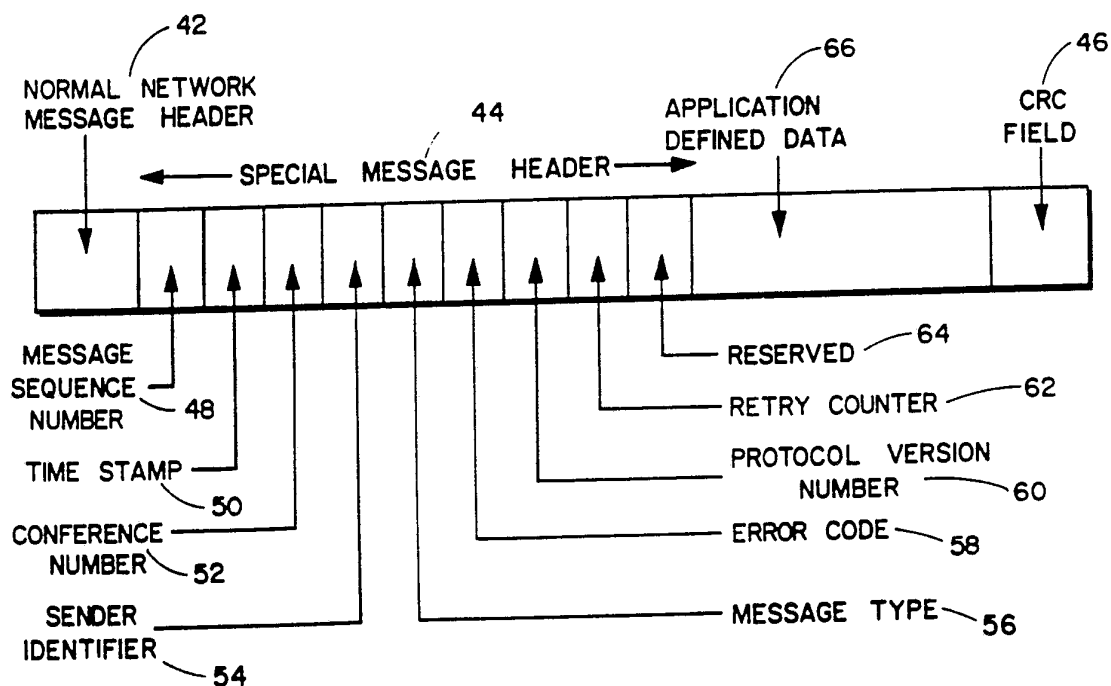 42
NORMAL NETWORK
MESSAGE HEADER
44
SPECIAL MESSAGE HEADER
66
APPLICATION
DEFINED DATA
46
CRC
FIELD
MESSAGE
SEQUENCE
NUMBER
48
TIME STAMP
50
CONFERENCE
NUMBER
52
SENDER
IDENTIFIER
54
RESERVED
64
RETRY COUNTER
62
PROTOCOL VERSION
NUMBER
60
ERROR CODE
58
MESSAGE TYPE
56